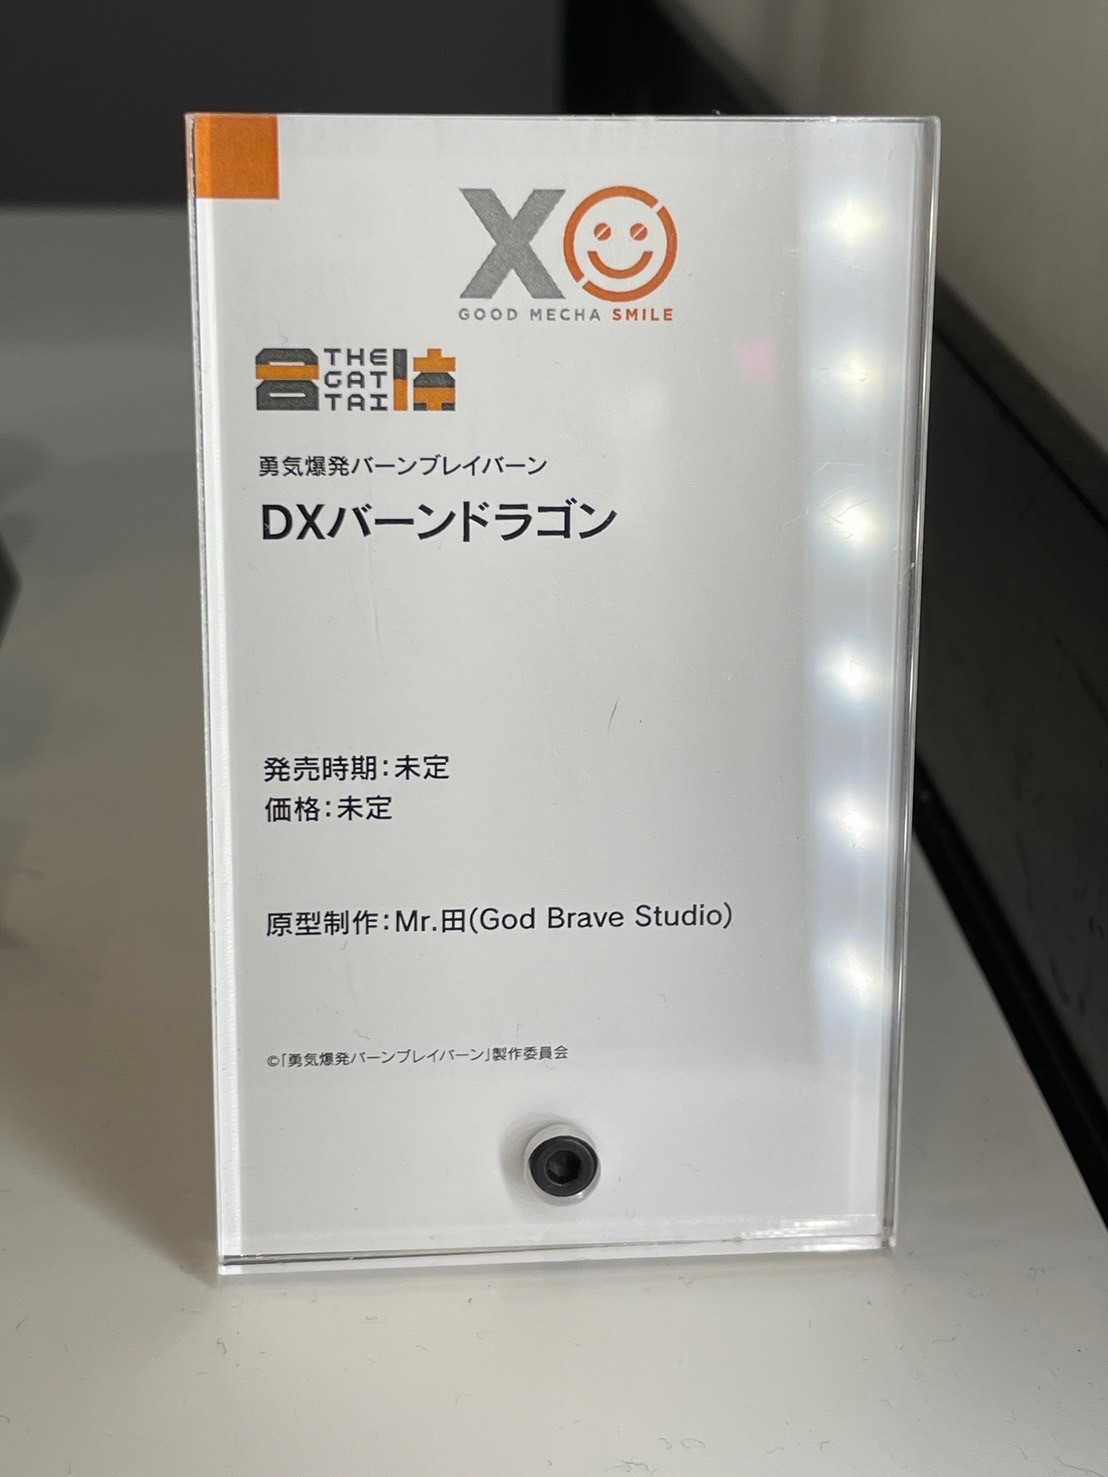 XO
GOOD MECHA SMILE
合体
THE
GAT
TAI
勇気爆発バーンブレイバーン
DXバーンドラゴン
発売時期：未定
価格：未定
原型制作：Mr.田(God Brave Studio)
©「勇気爆発バーンブレイバーン」製作委員会